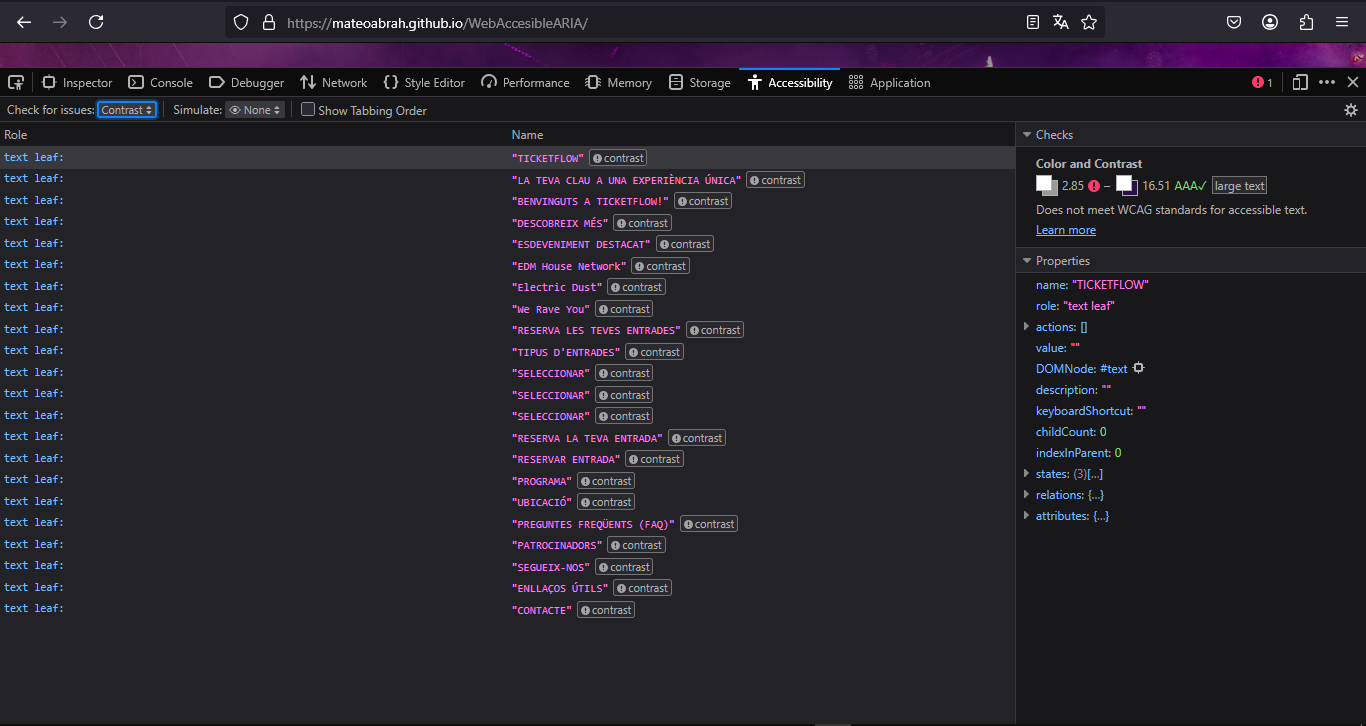 https://mateoabrah.github.io/WebAccesibleARIA/
Inspector Console Debugger Network Style Editor Performance Memory Storage Accessibility Application 1
Check for issues: Contrast Simulate: None Show Tabbing Order
Role Name
text leaf: "TICKETFLOW" contrast
text leaf: "LA TEVA CLAU A UNA EXPERIÈNCIA ÚNICA" contrast
text leaf: "BENVINGUTS A TICKETFLOW!" contrast
text leaf: "DESCOBREIX MÉS" contrast
text leaf: "ESDEVENIMENT DESTACAT" contrast
text leaf: "EDM House Network" contrast
text leaf: "Electric Dust" contrast
text leaf: "We Rave You" contrast
text leaf: "RESERVA LES TEVES ENTRADES" contrast
text leaf: "TIPUS D'ENTRADES" contrast
text leaf: "SELECCIONAR" contrast
text leaf: "SELECCIONAR" contrast
text leaf: "SELECCIONAR" contrast
text leaf: "RESERVA LA TEVA ENTRADA" contrast
text leaf: "RESERVAR ENTRADA" contrast
text leaf: "PROGRAMA" contrast
text leaf: "UBICACIÓ" contrast
text leaf: "PREGUNTES FREQÜENTS (FAQ)" contrast
text leaf: "PATROCINADORS" contrast
text leaf: "SEGUEIX-NOS" contrast
text leaf: "ENLLAÇOS ÚTILS" contrast
text leaf: "CONTACTE" contrast
Checks
Color and Contrast
2.85 – 16.51 AAA✓ large text
Does not meet WCAG standards for accessible text.
Learn more
Properties
name: "TICKETFLOW"
role: "text leaf"
actions: []
value: ""
DOMNode: #text
description: ""
keyboardShortcut: ""
childCount: 0
indexInParent: 0
states: (3)[…]
relations: {…}
attributes: {…}